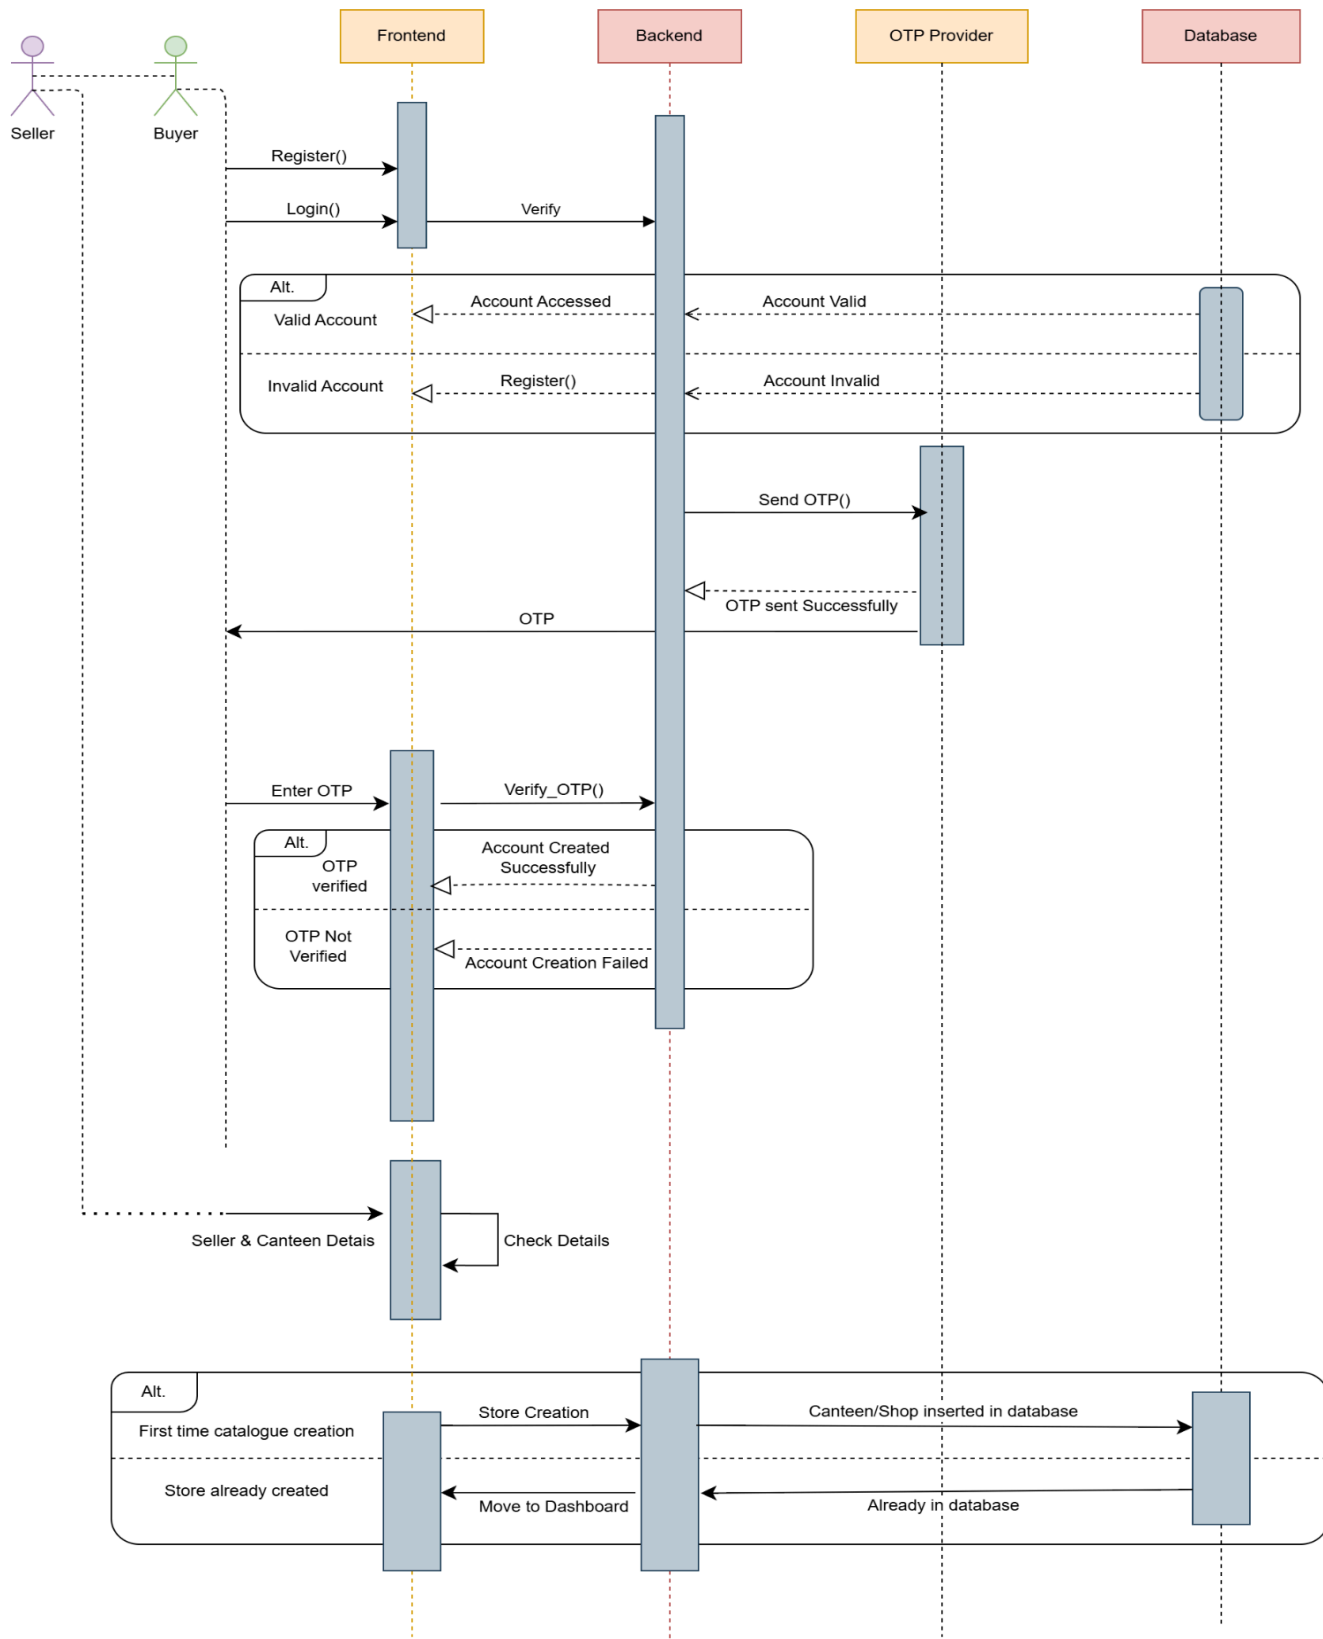 Frontend
Backend
OTP Provider
Database
Seller
Buyer
Register()
Login()
Verify
Alt.
Account Accessed
Account Valid
Valid Account
Invalid Account
Register()
Account Invalid
Send OTP()
OTP sent Successfully
OTP
Enter OTP
Verify_OTP()
Alt.
OTP
verified
Account Created
Successfully
OTP Not
Verified
Account Creation Failed
Seller & Canteen Detais
Check Details
Alt.
First time catalogue creation
Store Creation
Canteen/Shop inserted in database
Store already created
Move to Dashboard
Already in database